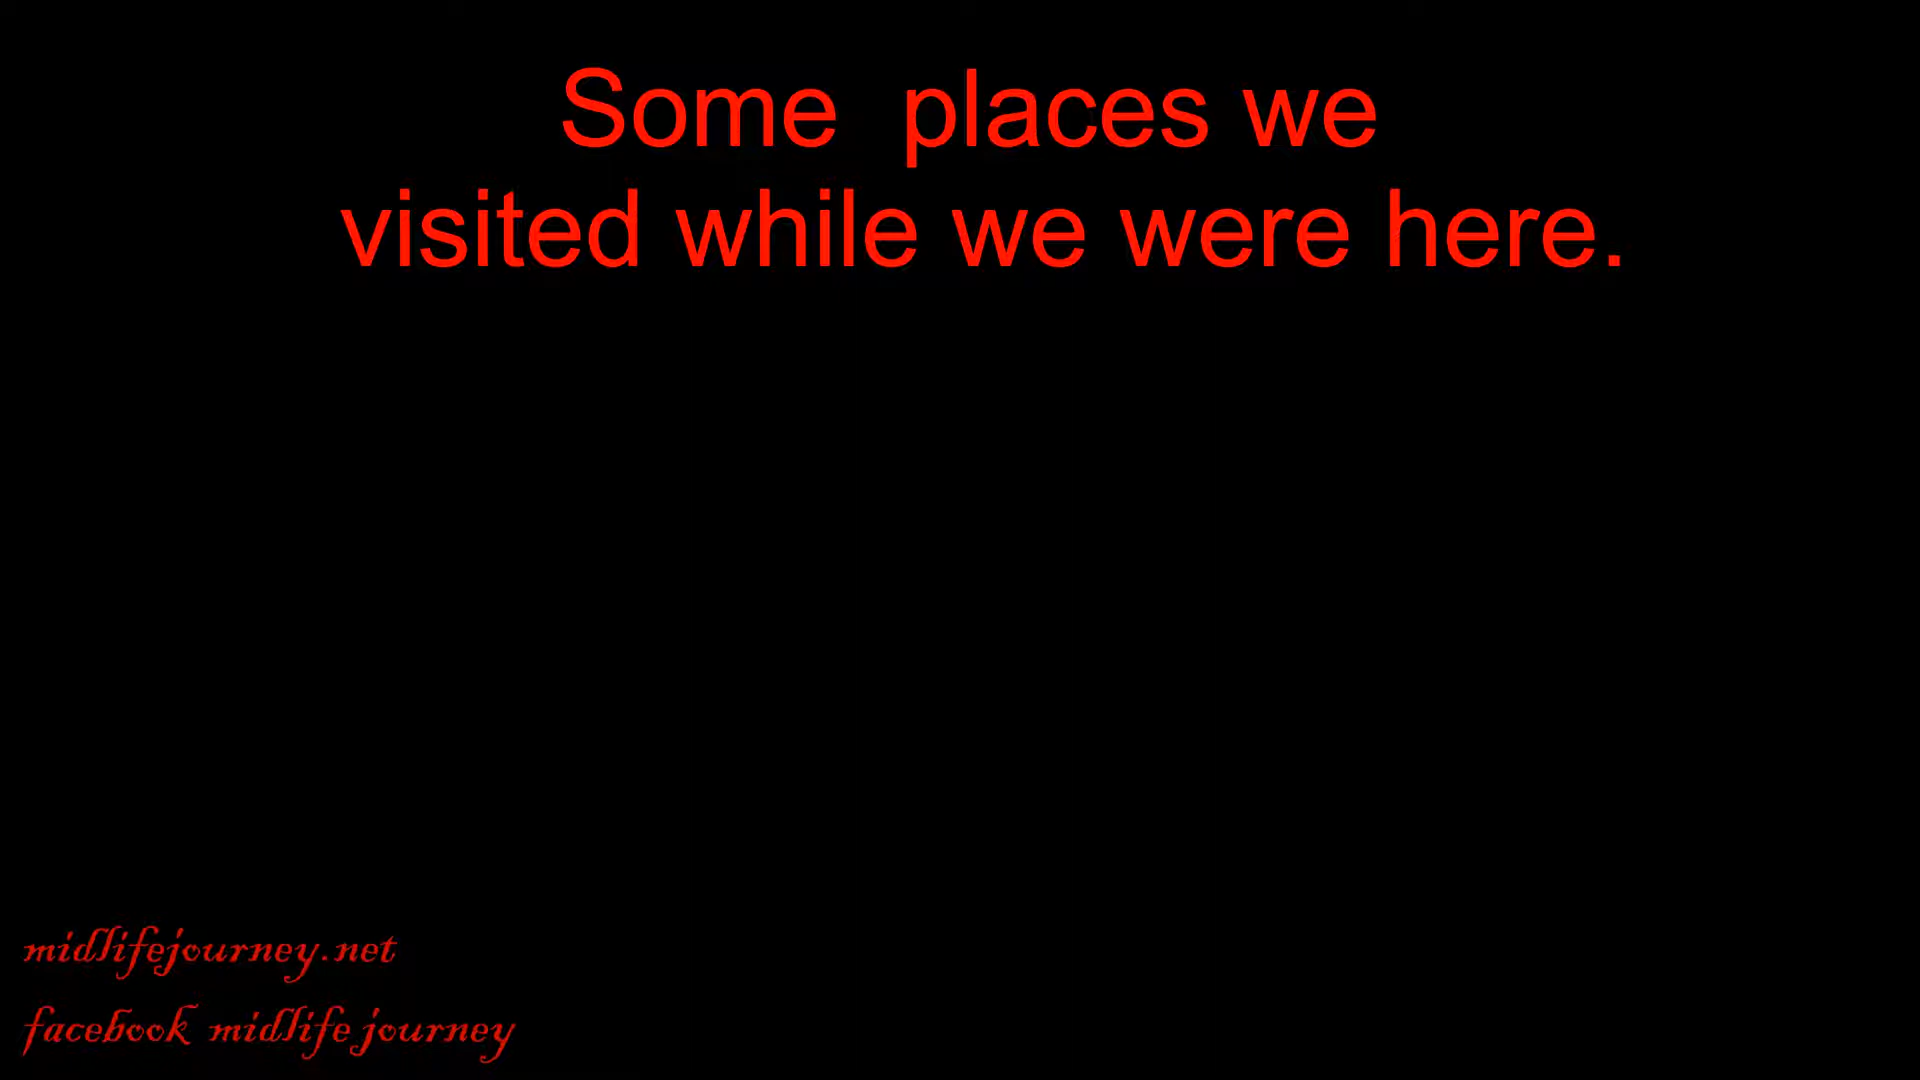 Some  places we
visited while we were here.
midlifejourney.net
facebook midlife journey